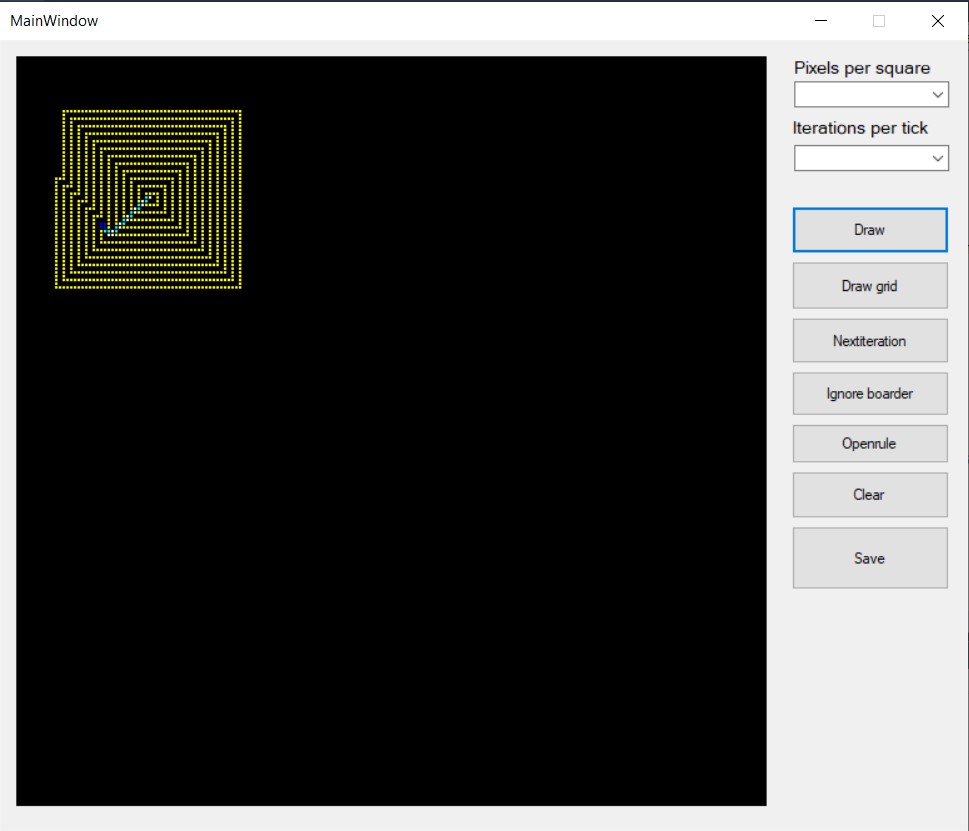 MainWindow
Pixels per square
Iterations per tick
Draw
Draw grid
Nextiteration
Ignore boarder
Openrule
Clear
Save